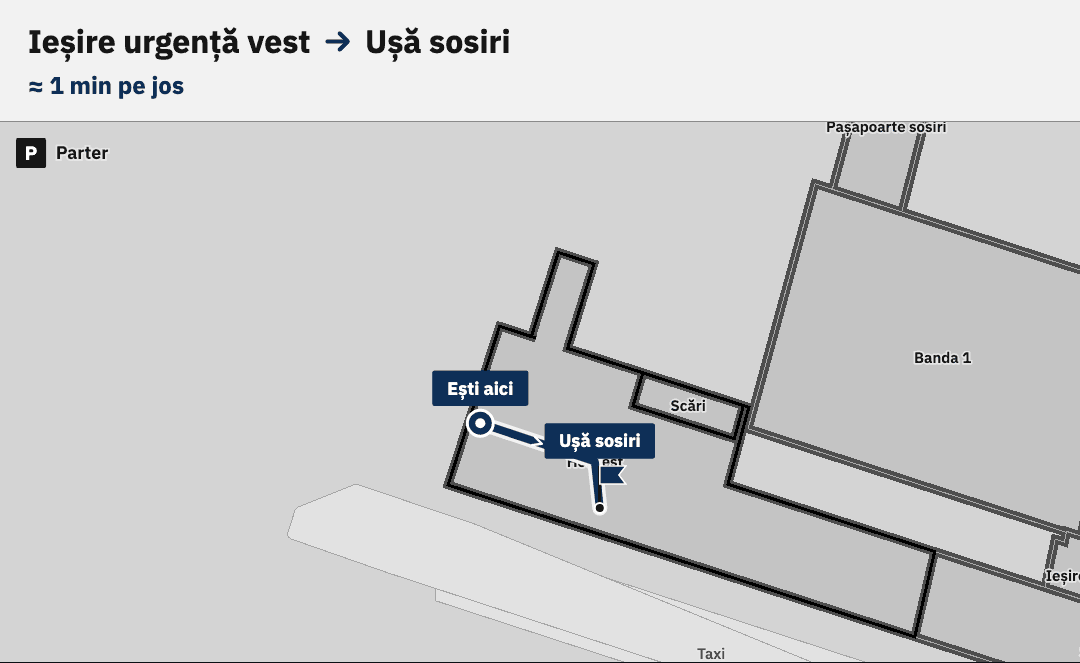 Ieșire urgență vest → Ușă sosiri
≈ 1 min pe jos
P Parter
Pașapoarte sosiri
Banda 1
Ești aici
Scări
Ușă sosiri
Taxi